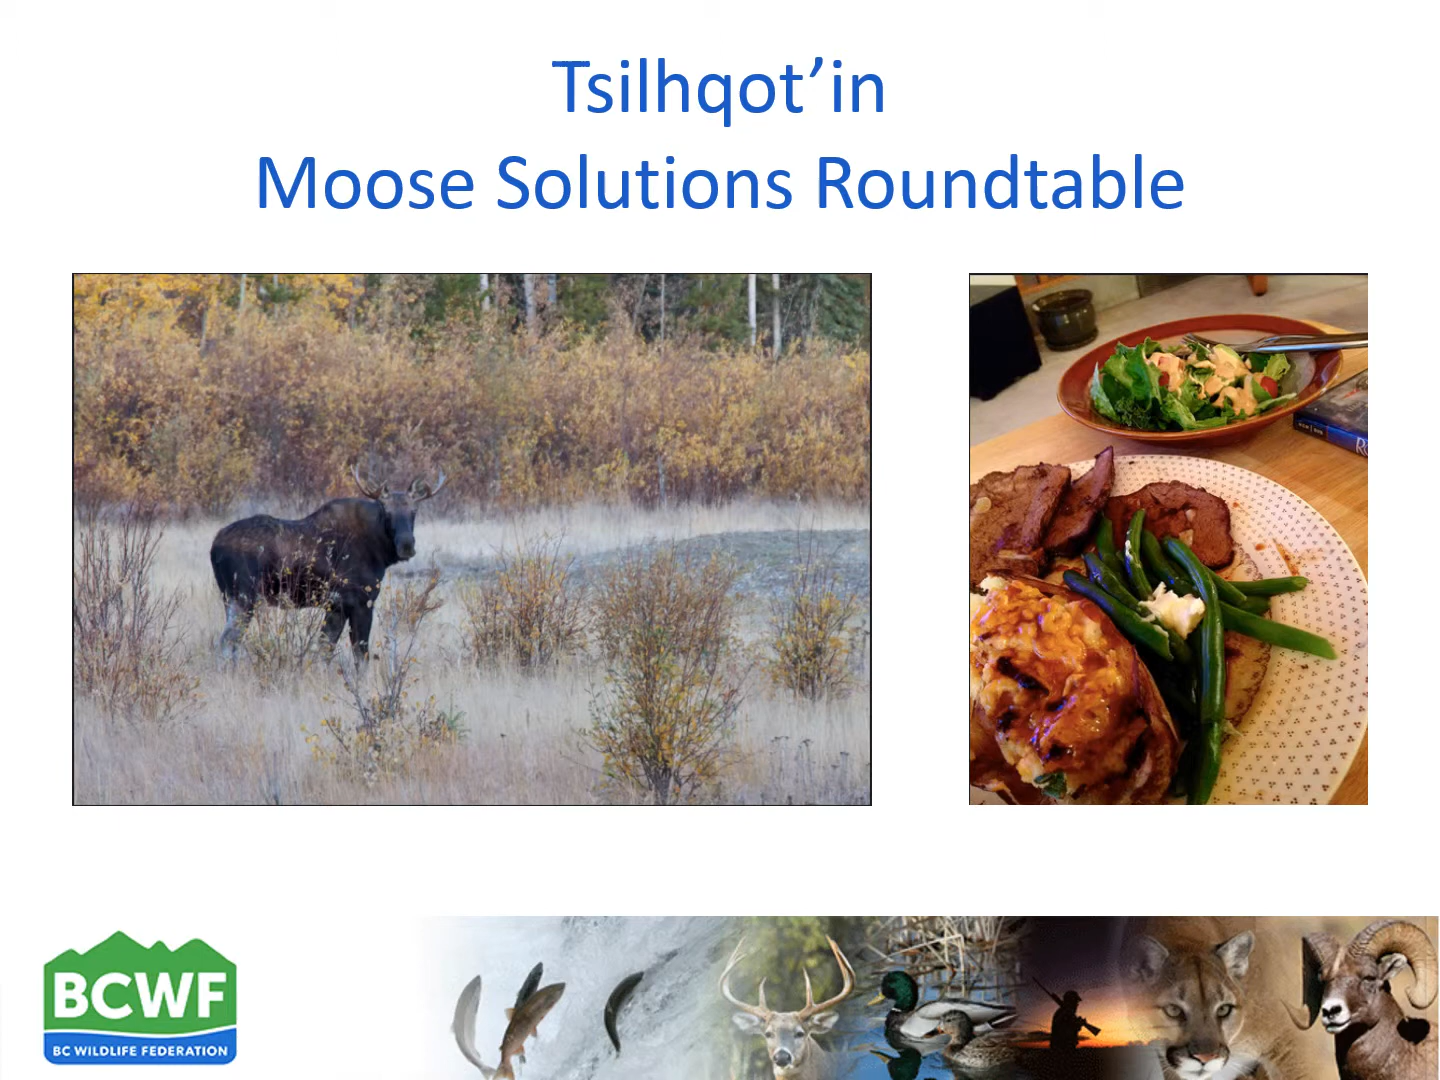 Tsilhqot’in
Moose Solutions Roundtable
BCWF
BC WILDLIFE FEDERATION